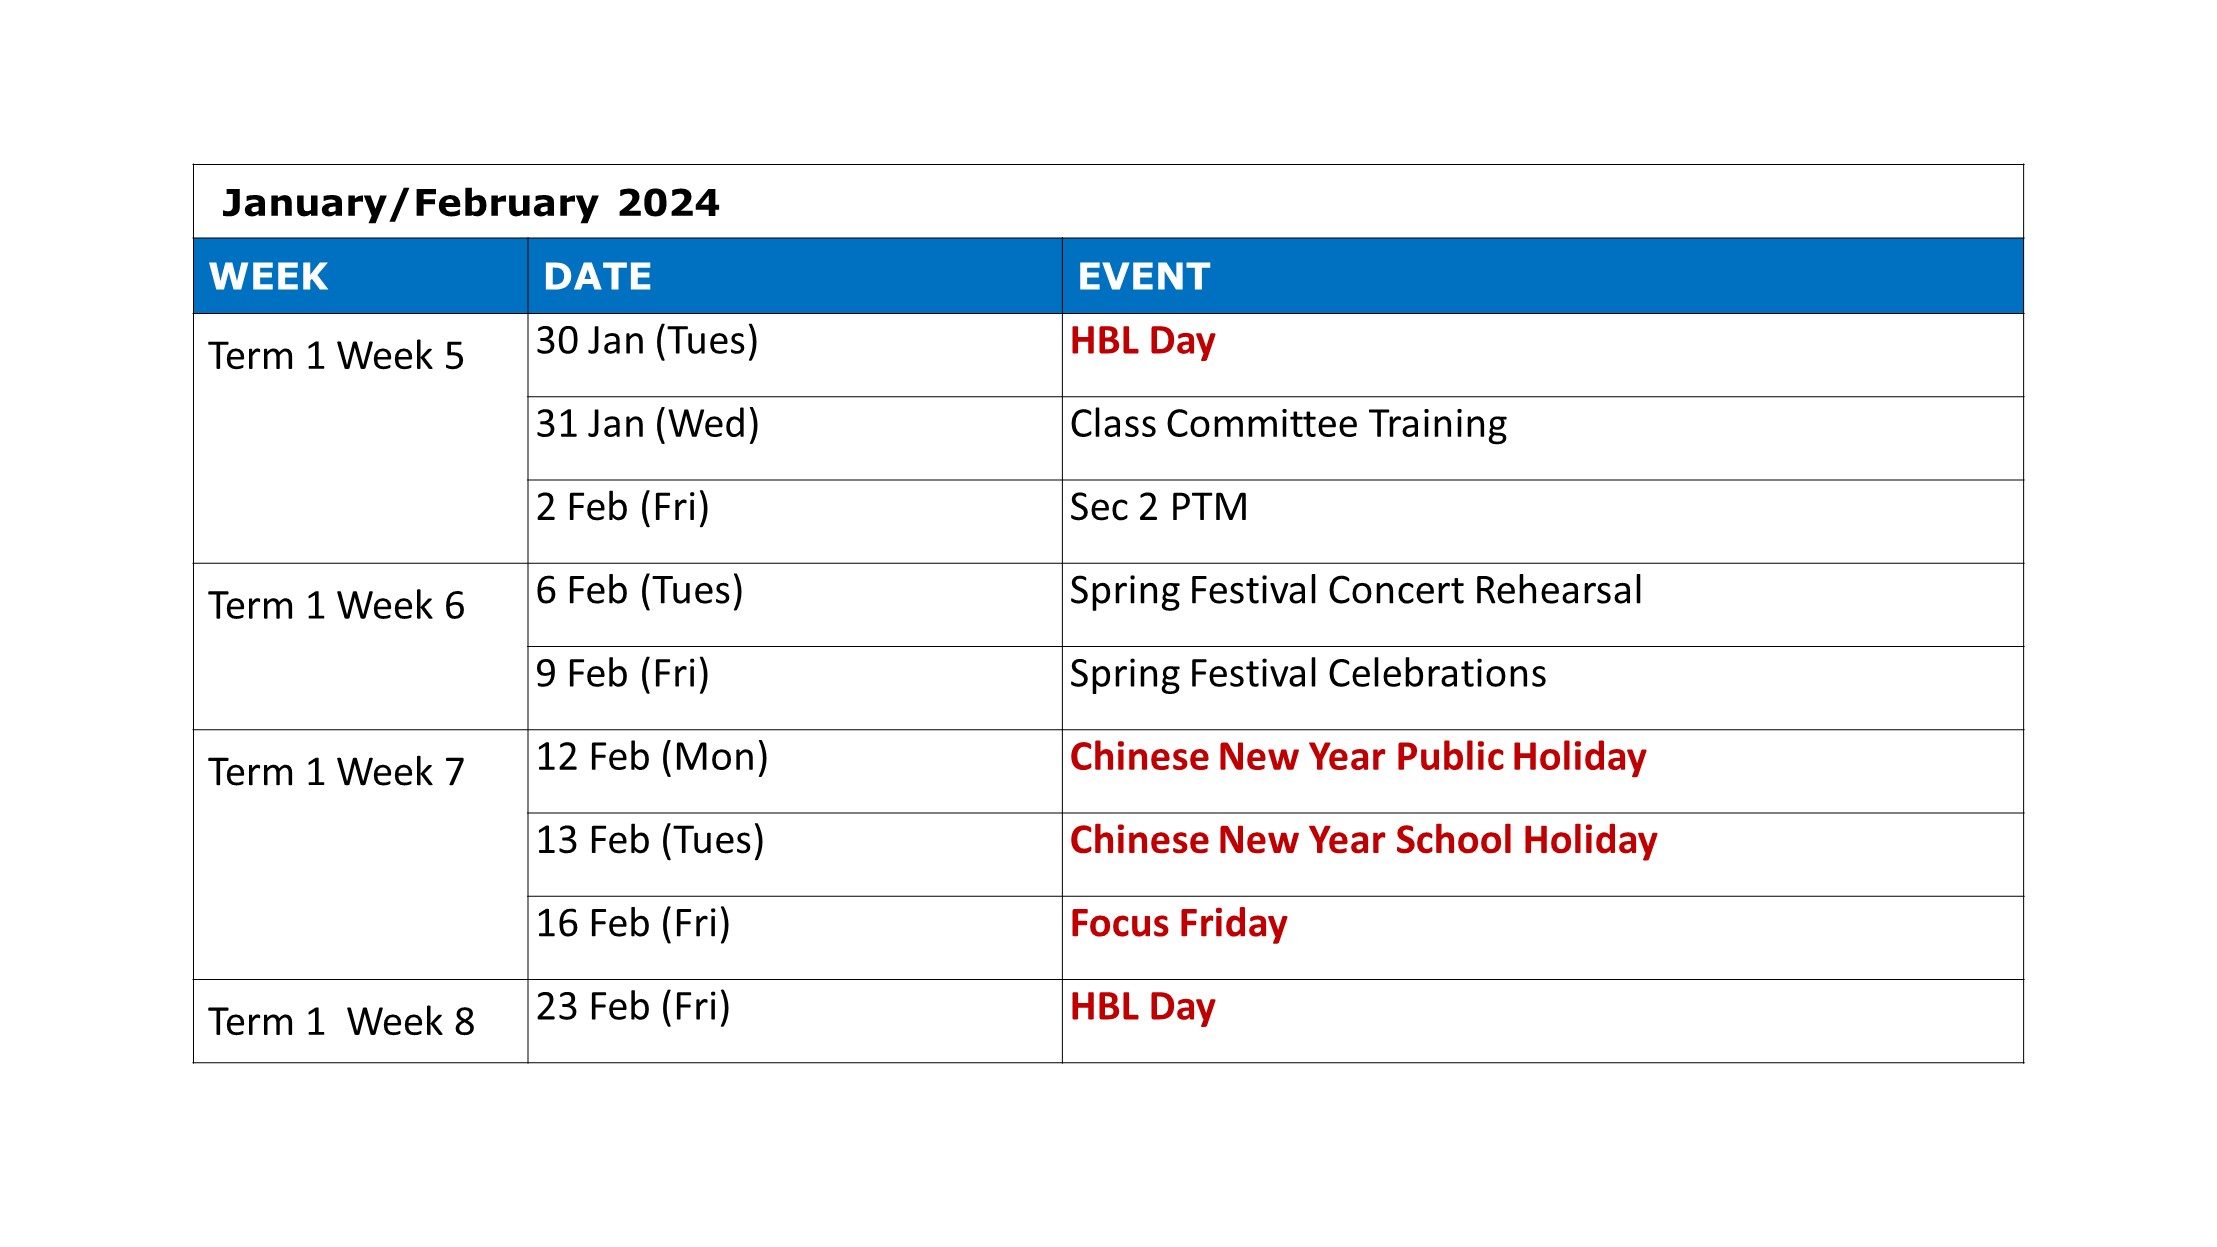 January/February 2024
WEEK DATE EVENT
Term 1 Week 5 30 Jan (Tues) HBL Day
31 Jan (Wed) Class Committee Training
2 Feb (Fri) Sec 2 PTM
Term 1 Week 6 6 Feb (Tues) Spring Festival Concert Rehearsal
9 Feb (Fri) Spring Festival Celebrations
Term 1 Week 7 12 Feb (Mon) Chinese New Year Public Holiday
13 Feb (Tues) Chinese New Year School Holiday
16 Feb (Fri) Focus Friday
Term 1  Week 8 23 Feb (Fri) HBL Day